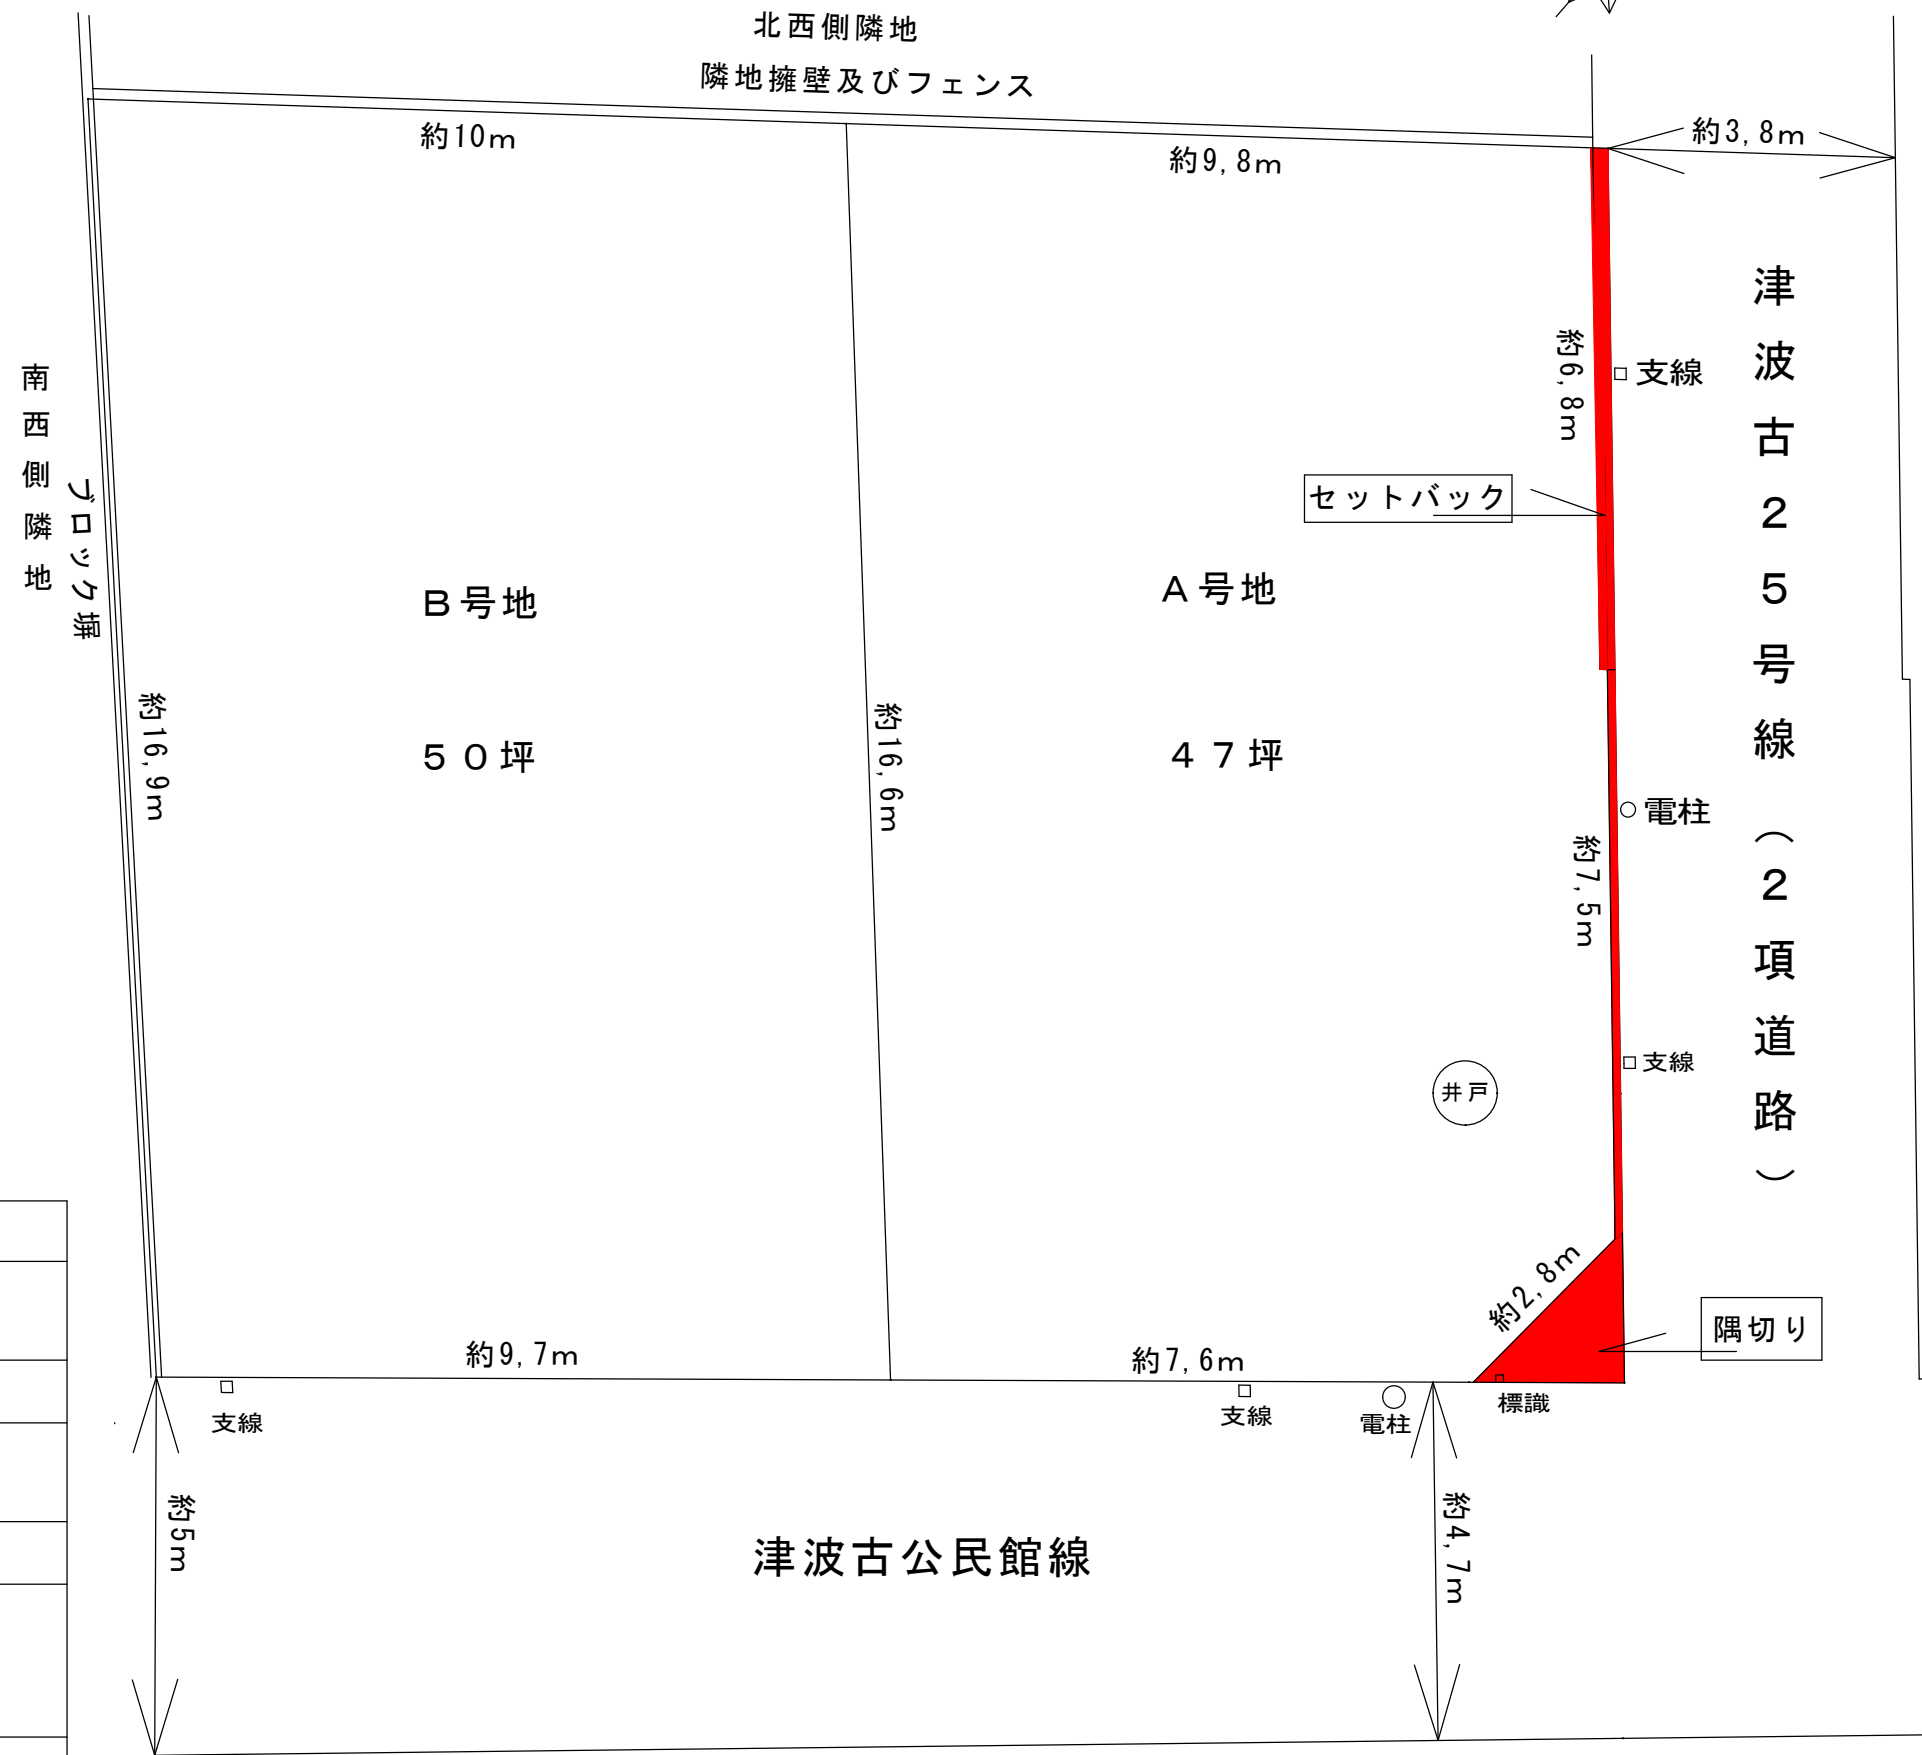 北西側隣地
隣地擁壁及びフェンス
約10m
約9,8m
約3,8m
南西側隣地
ブロック塀
約16,9m
B号地
50坪
約16,6m
A号地
47坪
約6,8m
セットバック
支線
電柱
約7,5m
支線
井戸
津波古25号線(2項道路)
約2,8m
隅切り
約9,7m
約7,6m
支線
支線
電柱
標識
約5m
津波古公民館線
約4,7m